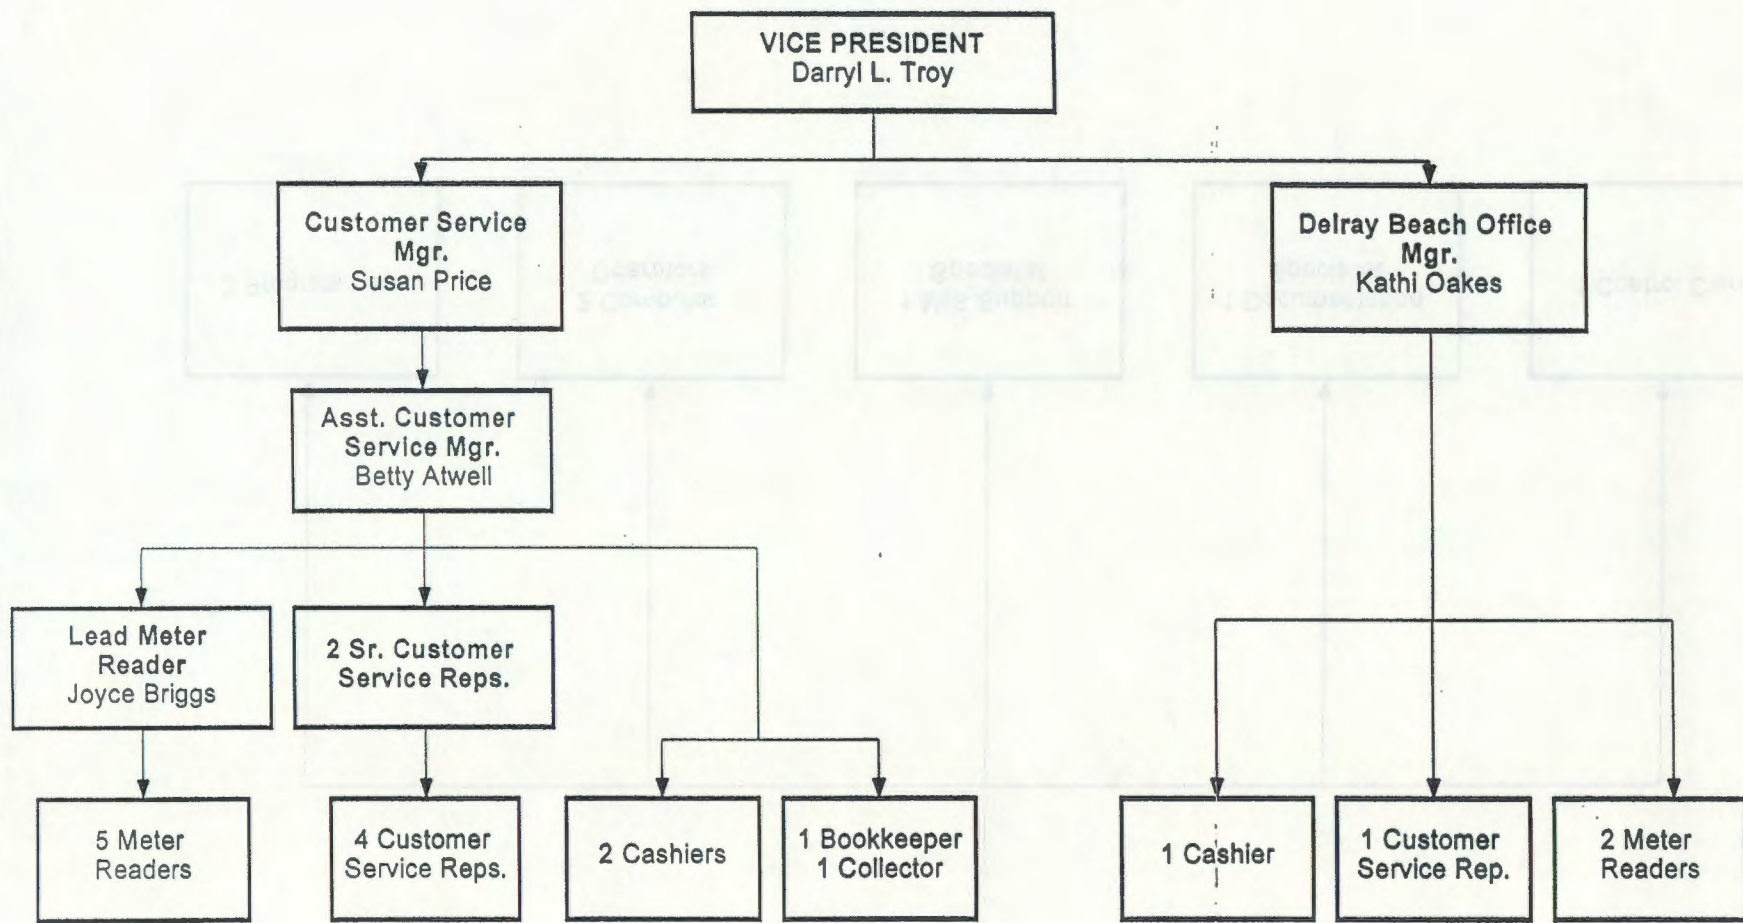 VICE PRESIDENT
Darryl L. Troy
Customer Service
Mgr.
Susan Price
Delray Beach Office
Mgr.
Kathi Oakes
Asst. Customer
Service Mgr.
Betty Atwell
Lead Meter
Reader
Joyce Briggs
2 Sr. Customer
Service Reps.
5 Meter
Readers
4 Customer
Service Reps.
2 Cashiers
1 Bookkeeper
1 Collector
1 Cashier
1 Customer
Service Rep.
2 Meter
Readers